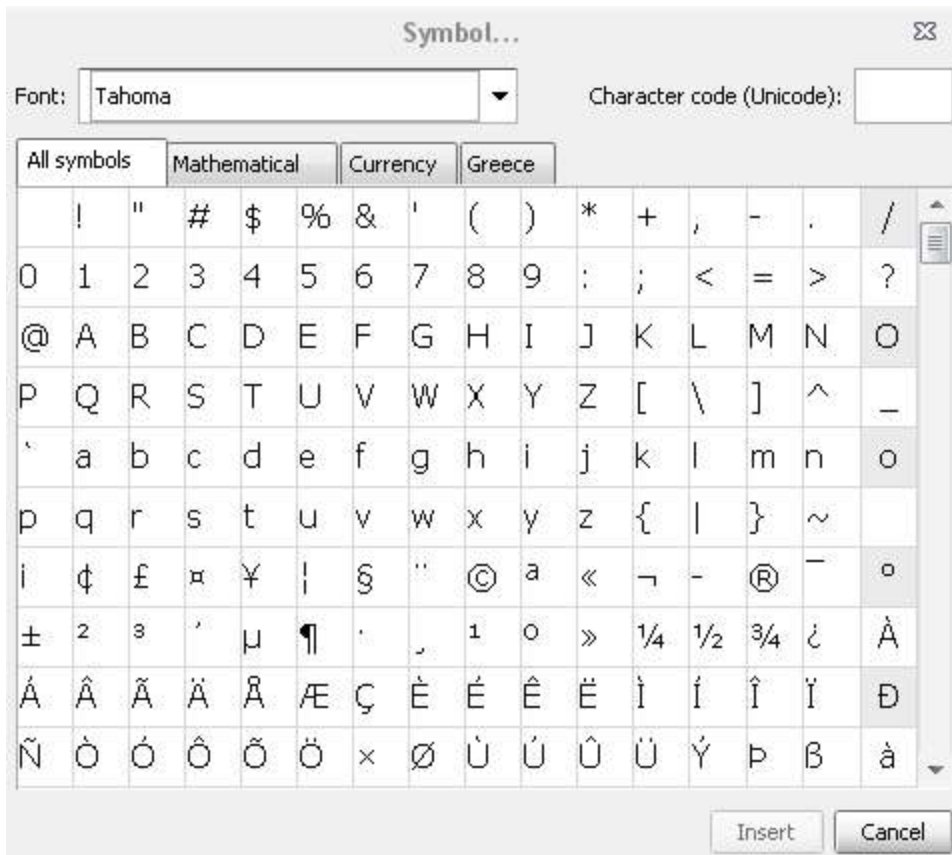 Symbol...
Font: Tahoma Character code (Unicode):
All symbols Mathematical Currency Greece
! " # $ % & ' ( ) * + , - . /
0 1 2 3 4 5 6 7 8 9 : ; < = > ?
@ A B C D E F G H I J K L M N O
P Q R S T U V W X Y Z [ \ ] ^ _
` a b c d e f g h i j k l m n o
p q r s t u v w x y z { | } ~
¡ ¢ £ ¤ ¥ ¦ § ¨ © ª « ¬ - ® ¯ °
± ² ³ ´ µ ¶ · ¸ ¹ º » ¼ ½ ¾ ¿ À
Á Â Ã Ä Å Æ Ç È É Ê Ë Ì Í Î Ï Ð
Ñ Ò Ó Ô Õ Ö × Ø Ù Ú Û Ü Ý Þ ß à
Insert Cancel